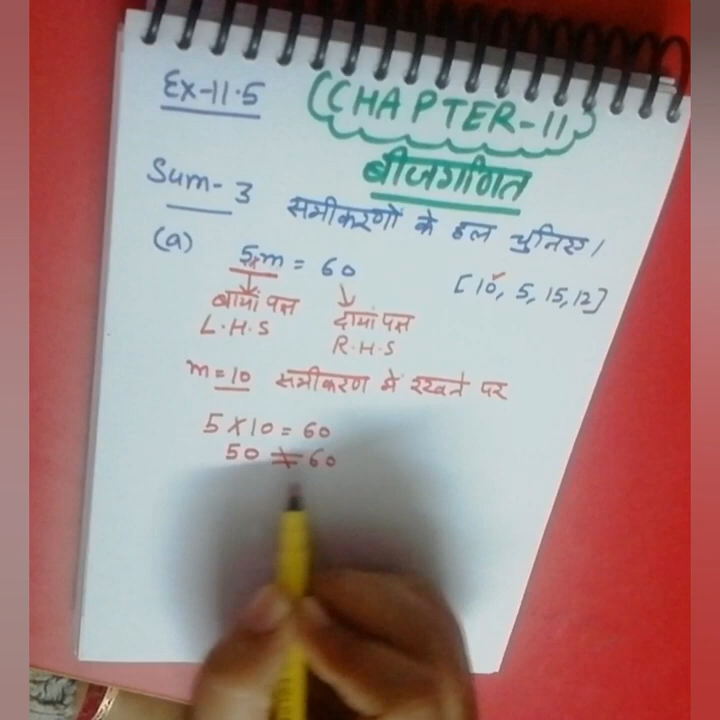 Ex-11.5
CHAPTER-11
बीजगणित
Sum-3 समीकरणों के हल चुनिए।
(a) 5m = 60 [10, 5, 15, 12]
बायां पक्ष दायां पक्ष
L.H.S R.H.S
m=10 समीकरण में रखने पर
5 X 10 = 60
50 ≠ 60